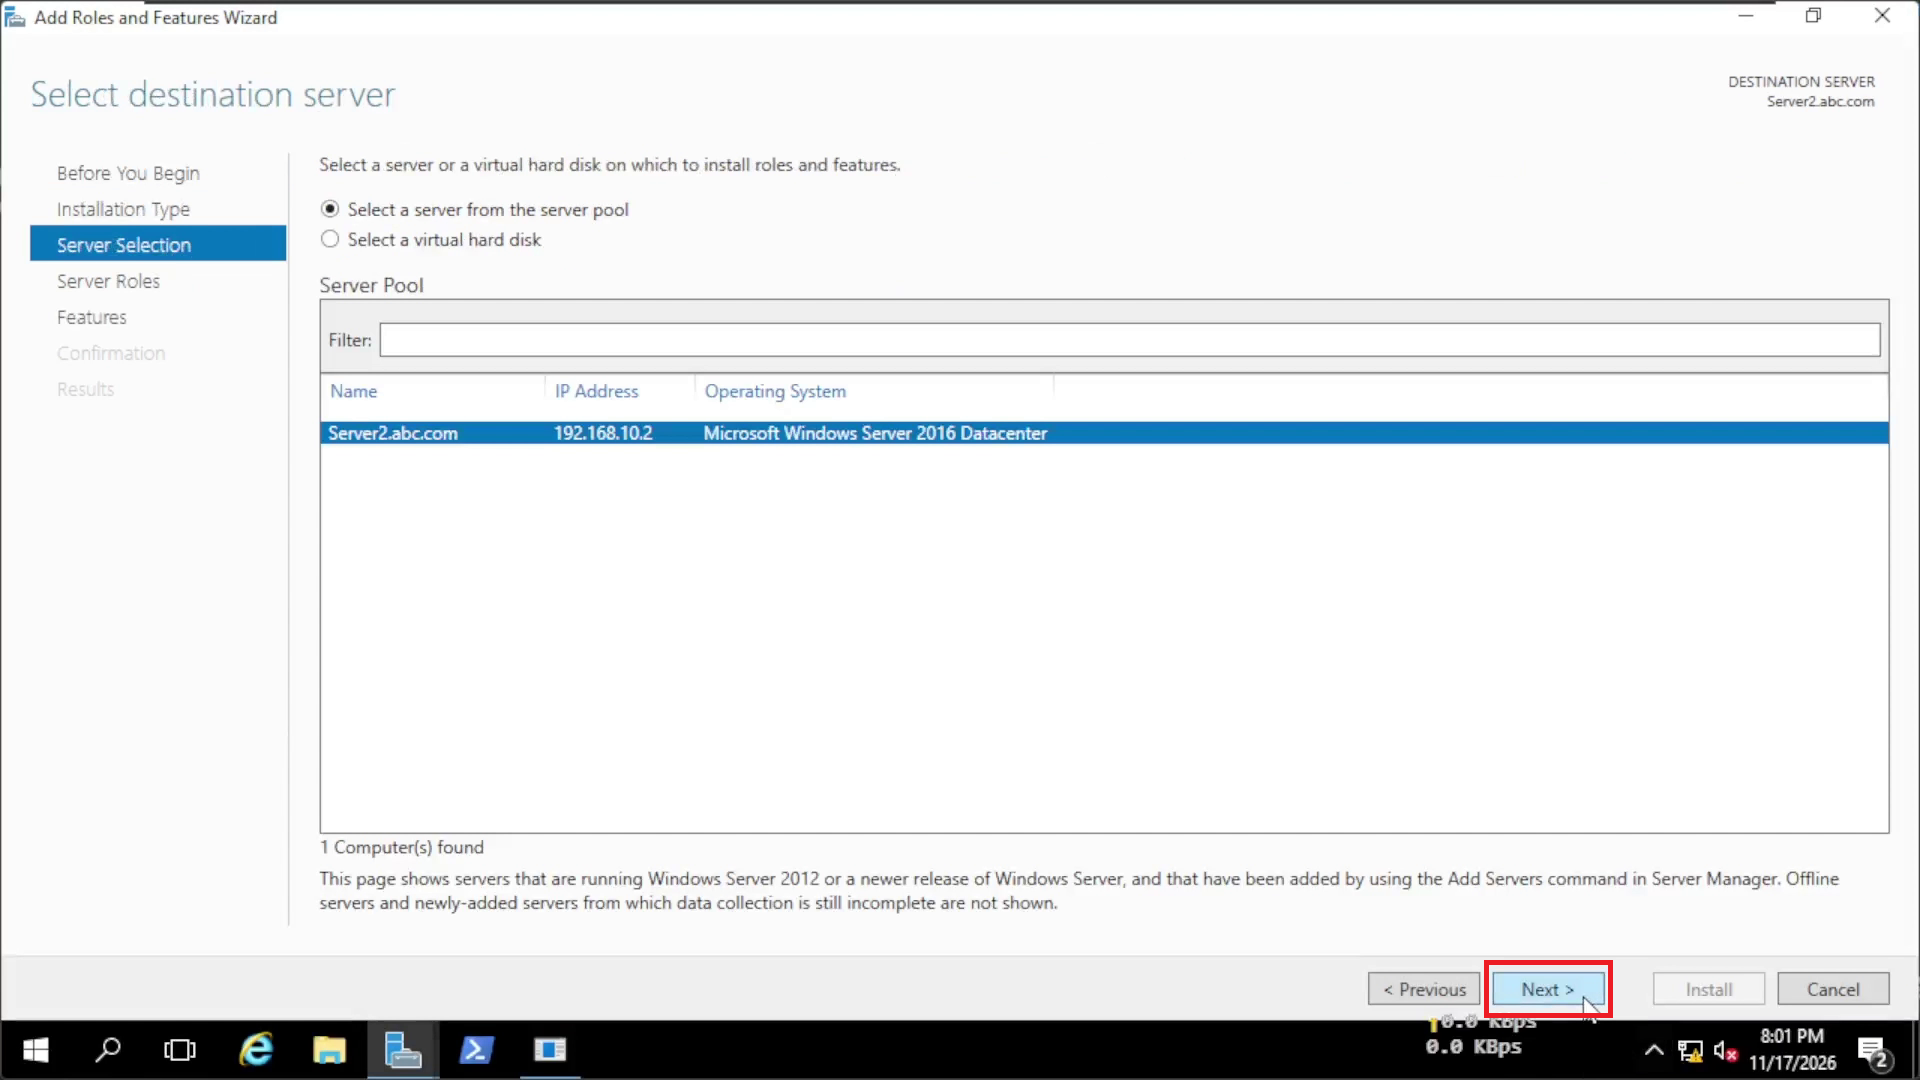 Add Roles and Features Wizard
Select destination server
DESTINATION SERVER
Server2.abc.com
Before You Begin
Installation Type
Server Selection
Server Roles
Features
Confirmation
Results
Select a server or a virtual hard disk on which to install roles and features.
Select a server from the server pool
Select a virtual hard disk
Server Pool
Filter:
Name IP Address Operating System
Server2.abc.com 192.168.10.2 Microsoft Windows Server 2016 Datacenter
1 Computer(s) found
This page shows servers that are running Windows Server 2012 or a newer release of Windows Server, and that have been added by using the Add Servers command in Server Manager. Offline
servers and newly-added servers from which data collection is still incomplete are not shown.
< Previous Next > Install Cancel
0.0 KBps
0.0 KBps
8:01 PM
11/17/2026
2